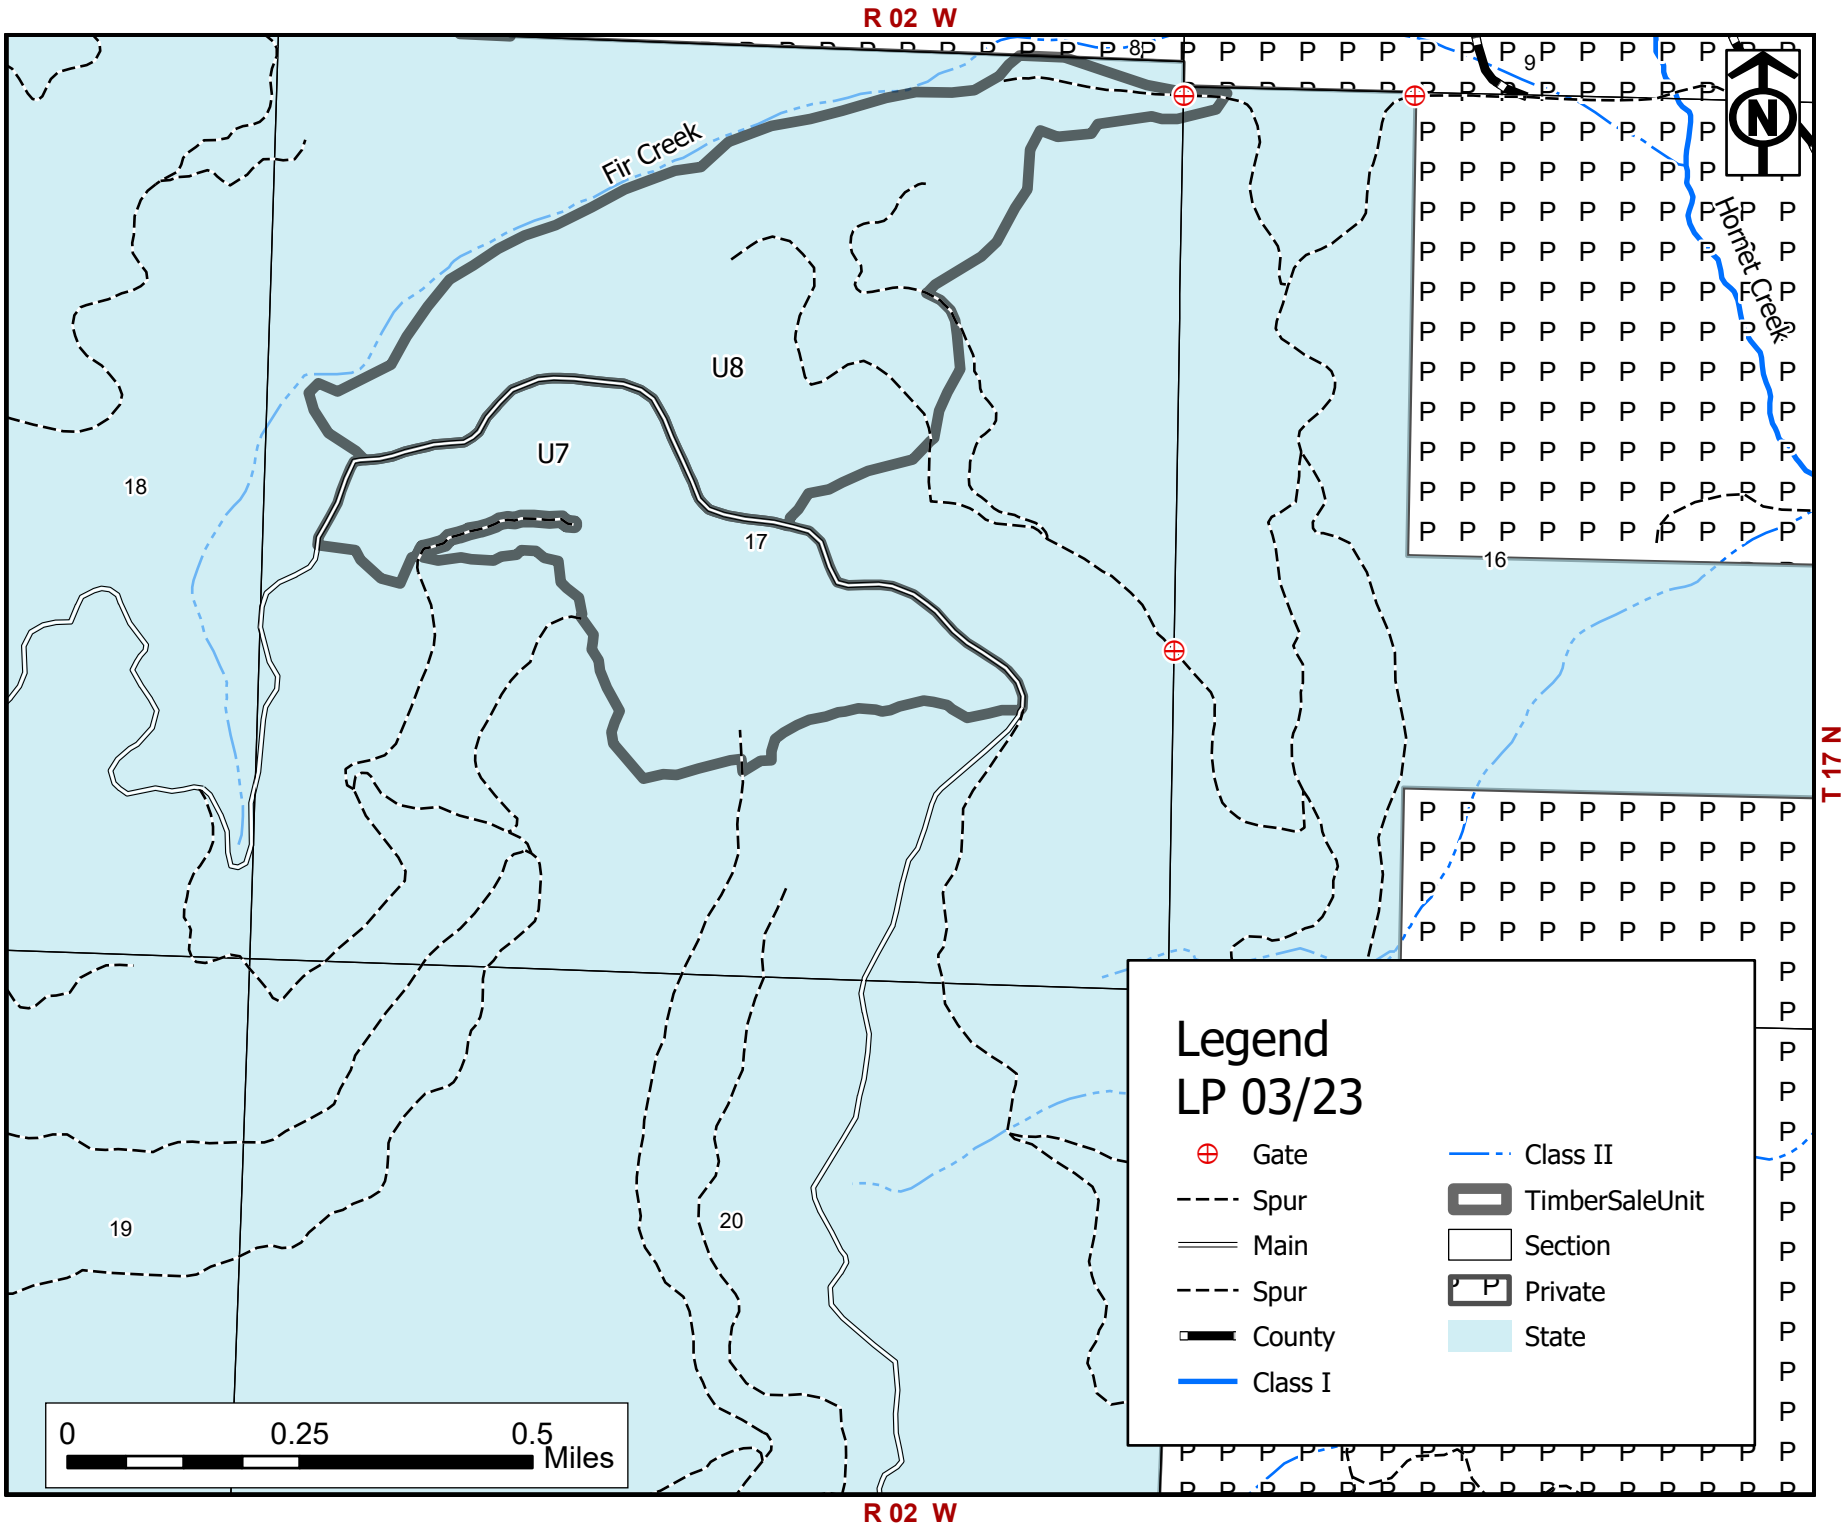 R 02 W
8
9
N
Fir Creek
Hornet Creek
U8
U7
18
17
16
T 17 N
19
20
Legend
LP 03/23
Gate
Spur
Main
Spur
County
Class I
Class II
TimberSaleUnit
Section
P P
Private
State
0 0.25 0.5
Miles
R 02 W